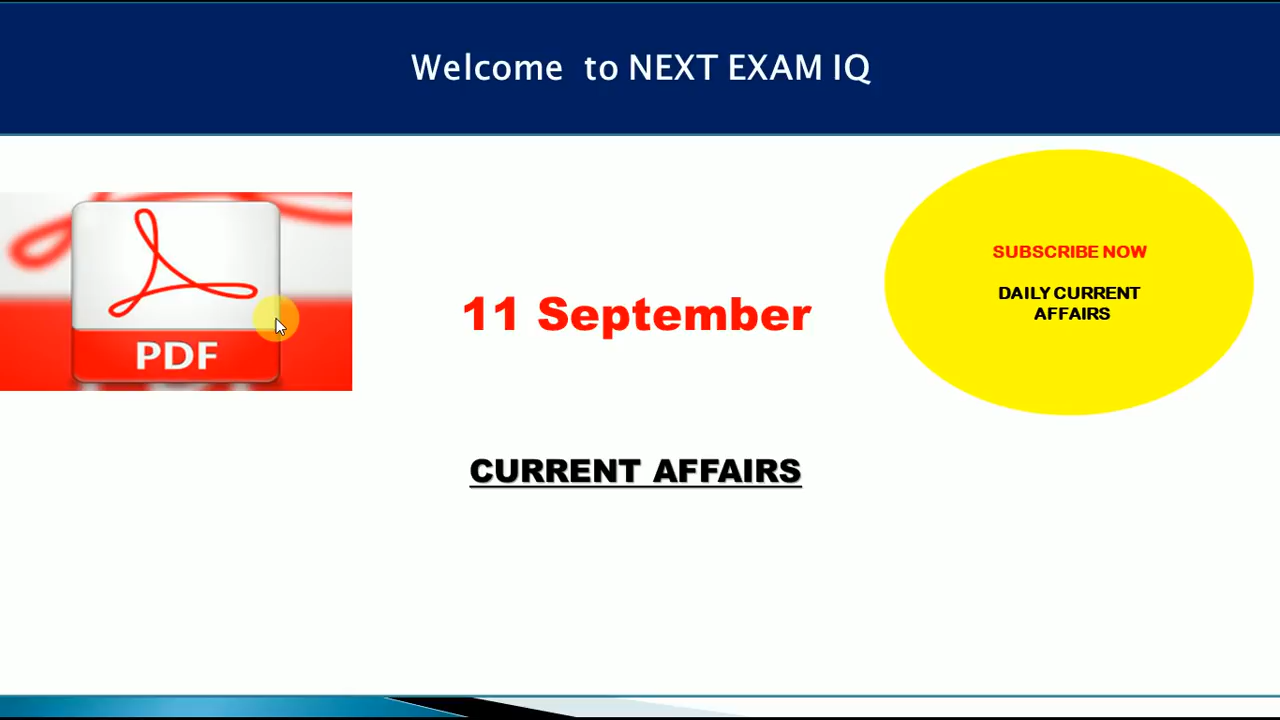 Welcome to NEXT EXAM IQ
PDF
11 September
SUBSCRIBE NOW
DAILY CURRENT
AFFAIRS
CURRENT AFFAIRS